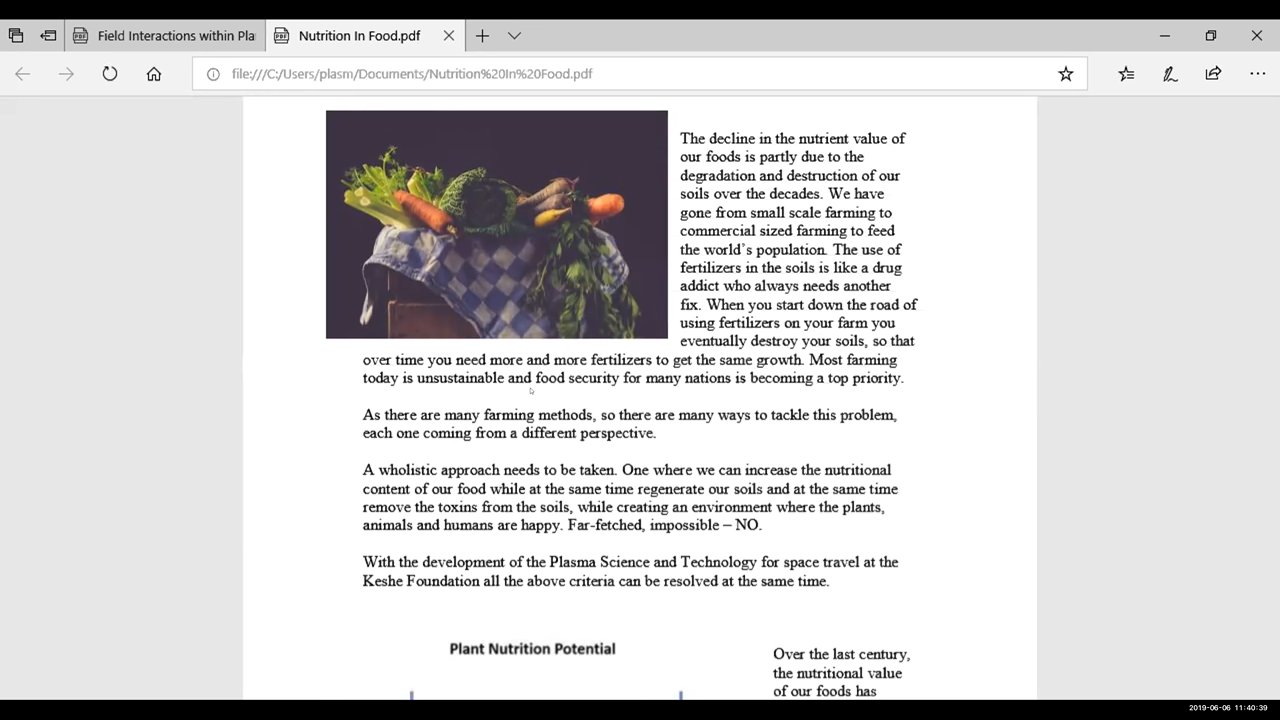 Field Interactions within Pla
Nutrition In Food.pdf
file:///C:/Users/plasm/Documents/Nutrition%20In%20Food.pdf
The decline in the nutrient value of
our foods is partly due to the
degradation and destruction of our
soils over the decades. We have
gone from small scale farming to
commercial sized farming to feed
the world's population. The use of
fertilizers in the soils is like a drug
addict who always needs another
fix. When you start down the road of
using fertilizers on your farm you
eventually destroy your soils, so that
over time you need more and more fertilizers to get the same growth. Most farming
today is unsustainable and food security for many nations is becoming a top priority.
As there are many farming methods, so there are many ways to tackle this problem,
each one coming from a different perspective.
A wholistic approach needs to be taken. One where we can increase the nutritional
content of our food while at the same time regenerate our soils and at the same time
remove the toxins from the soils, while creating an environment where the plants,
animals and humans are happy. Far-fetched, impossible – NO.
With the development of the Plasma Science and Technology for space travel at the
Keshe Foundation all the above criteria can be resolved at the same time.
Plant Nutrition Potential
Over the last century,
the nutritional value
of our foods has
2019-06-06 11:40:39